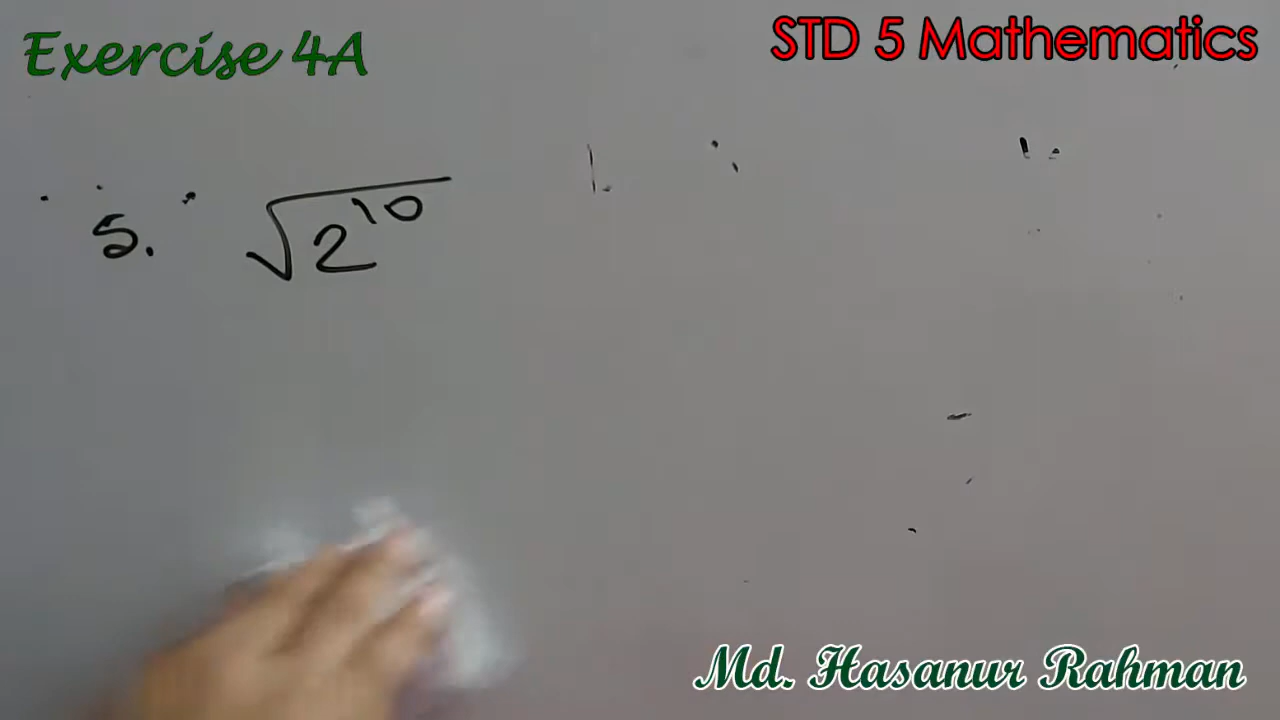 Exercise 4A
STD 5 Mathematics
5. √2¹⁰
Md. Hasanur Rahman